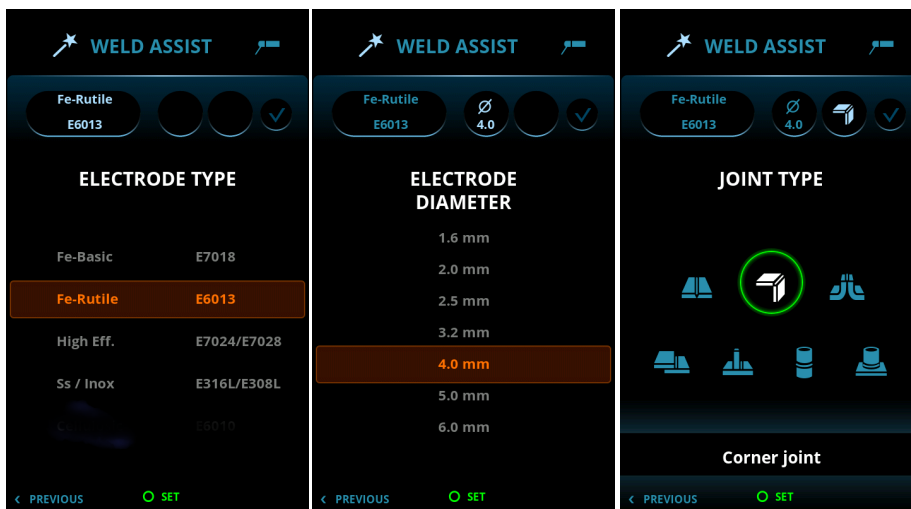 WELD ASSIST
Fe-Rutile
E6013
ELECTRODE TYPE
Fe-Basic E7018
Fe-Rutile E6013
High Eff. E7024/E7028
Ss / Inox E316L/E308L
E6010
‹ PREVIOUS SET
WELD ASSIST
Fe-Rutile
E6013
Ø
4.0
ELECTRODE
DIAMETER
1.6 mm
2.0 mm
2.5 mm
3.2 mm
4.0 mm
5.0 mm
6.0 mm
‹ PREVIOUS SET
WELD ASSIST
Fe-Rutile
E6013
Ø
4.0
JOINT TYPE
Corner joint
‹ PREVIOUS SET